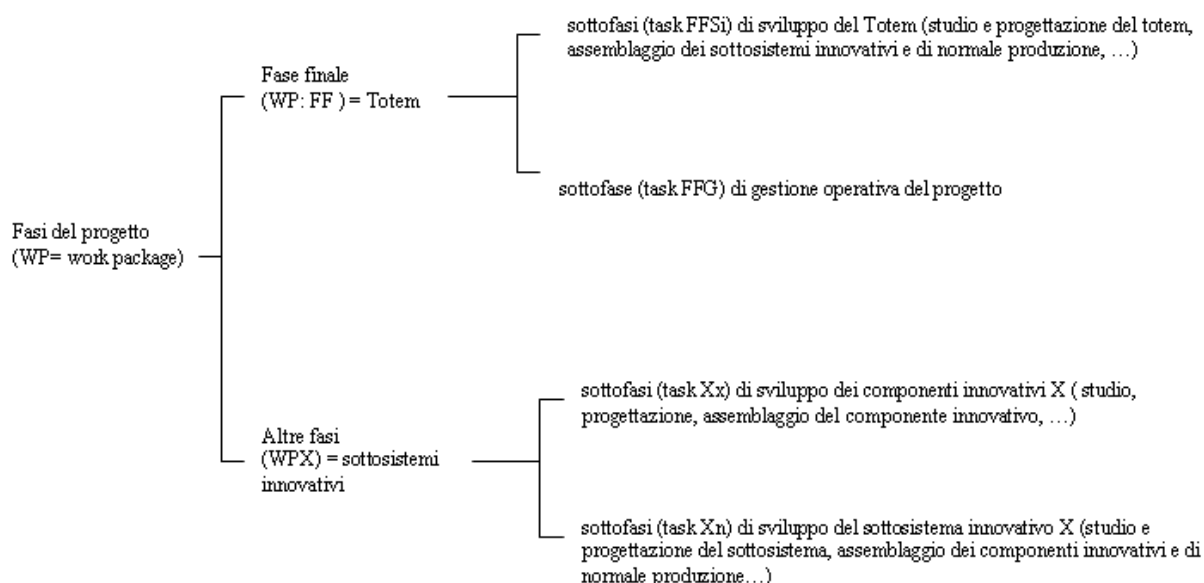 sottofasi (task FFSi) di sviluppo del Totem (studio e progettazione del totem,
assemblaggio dei sottosistemi innovativi e di normale produzione, …)
Fase finale
(WP: FF ) = Totem
sottofase (task FFG) di gestione operativa del progetto
Fasi del progetto
(WP= work package)
sottofasi (task Xx) di sviluppo dei componenti innovativi X ( studio,
progettazione, assemblaggio del componente innovativo, …)
Altre fasi
(WPX) = sottosistemi
innovativi
sottofasi (task Xn) di sviluppo del sottosistema innovativo X (studio e
progettazione del sottosistema, assemblaggio dei componenti innovativi e di
normale produzione…)